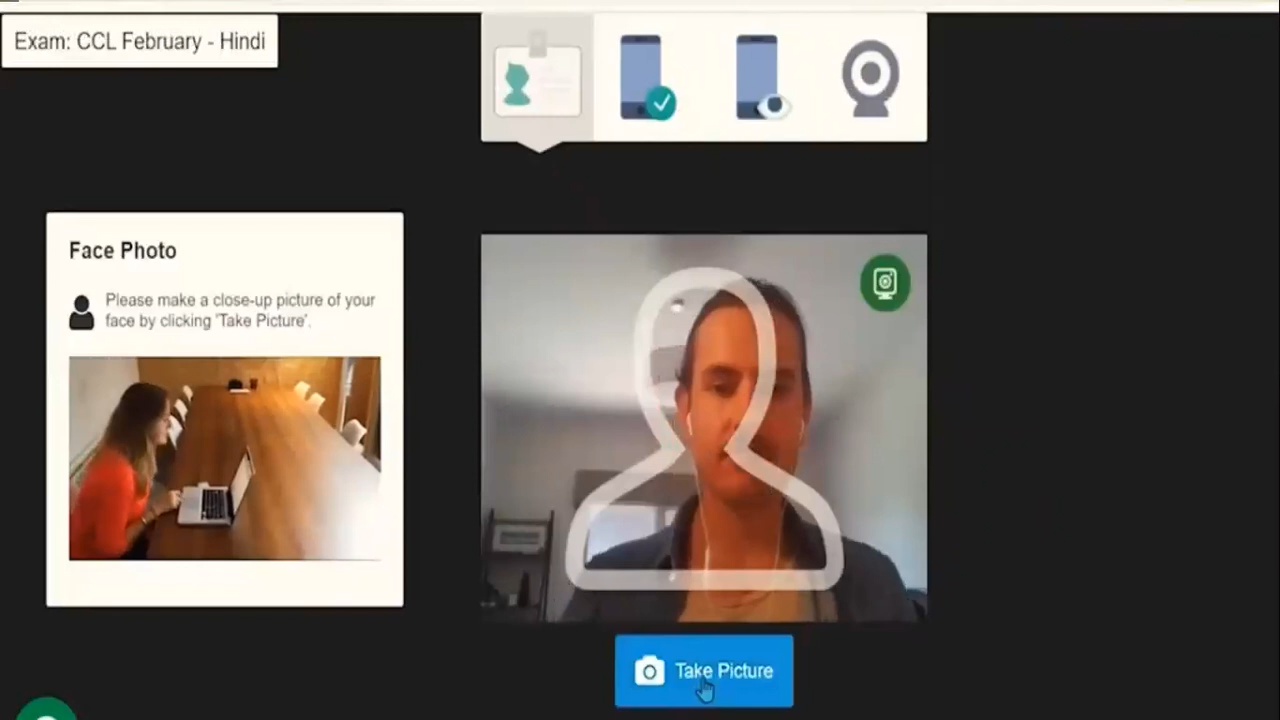 Exam: CCL February - Hindi
Face Photo
Please make a close-up picture of your
face by clicking 'Take Picture'.
Take Picture